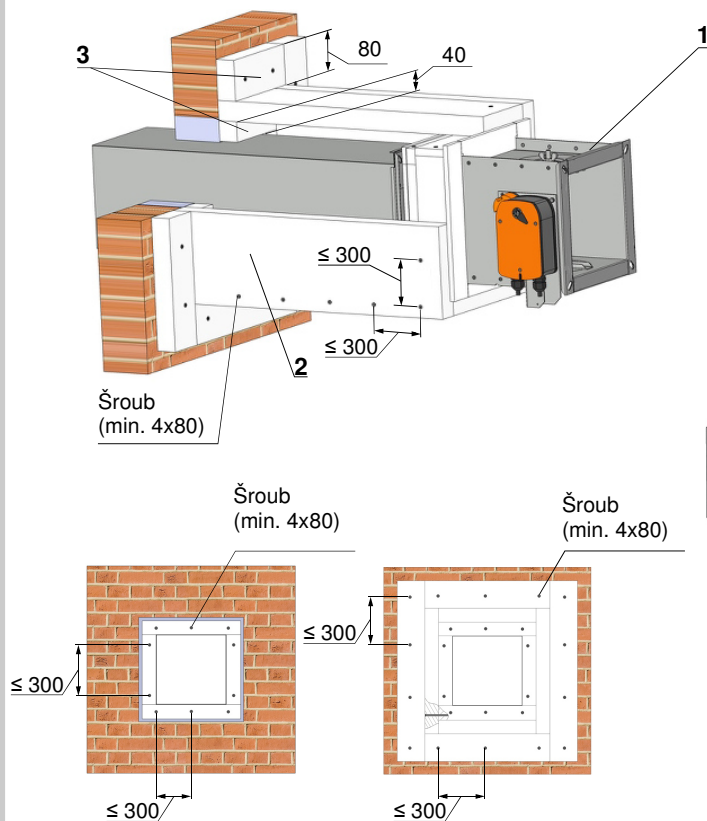 3
80
40
1
≤ 300
≤ 300
2
Šroub
(min. 4x80)
Šroub
(min. 4x80)
Šroub
(min. 4x80)
≤ 300
≤ 300
≤ 300
≤ 300